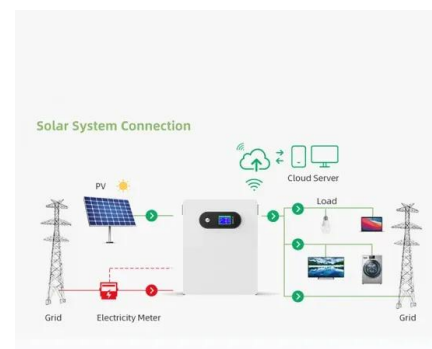 Solar System Connection
Cloud Server
PV
Load
Grid
Electricity Meter
Grid